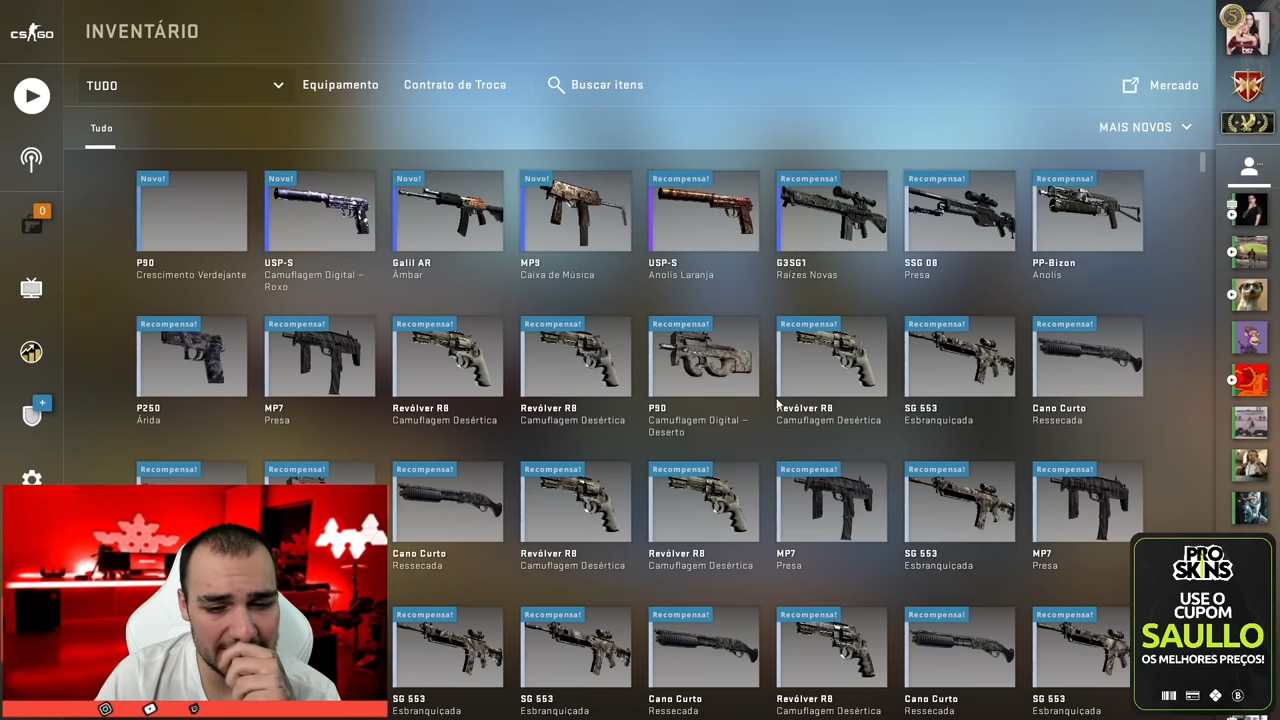 CS GO
INVENTÁRIO
TUDO
Equipamento
Contrato de Troca
Buscar itens
Mercado
Tudo
MAIS NOVOS
0
+
Novo!
Novo!
Novo!
Novo!
Recompensa!
Recompensa!
Recompensa!
Recompensa!
P90
Crescimento Verdejante
USP-S
Camuflagem Digital –
Roxo
Galil AR
Âmbar
MP9
Caixa de Música
USP-S
Anolis Laranja
G3SG1
Raízes Novas
SSG 08
Presa
PP-Bizon
Anolis
Recompensa!
Recompensa!
Recompensa!
Recompensa!
Recompensa!
Recompensa!
Recompensa!
Recompensa!
P250
Árida
MP7
Presa
Revólver R8
Camuflagem Desértica
Revólver R8
Camuflagem Desértica
P90
Camuflagem Digital –
Deserto
Revólver R8
Camuflagem Desértica
SG 553
Esbranquiçada
Cano Curto
Ressecada
Recompensa!
Recompensa!
Recompensa!
Recompensa!
Recompensa!
Recompensa!
Recompensa!
Recompensa!
Cano Curto
Ressecada
Revólver R8
Camuflagem Desértica
Revólver R8
Camuflagem Desértica
MP7
Presa
SG 553
Esbranquiçada
MP7
Presa
Recompensa!
Recompensa!
Recompensa!
Recompensa!
Recompensa!
Recompensa!
SG 553
Esbranquiçada
SG 553
Esbranquiçada
Cano Curto
Ressecada
Revólver R8
Camuflagem Desértica
Cano Curto
Ressecada
SG 553
Esbranquiçada
PRO
SKINS
USE O
CUPOM
SAULLO
OS MELHORES PREÇOS!